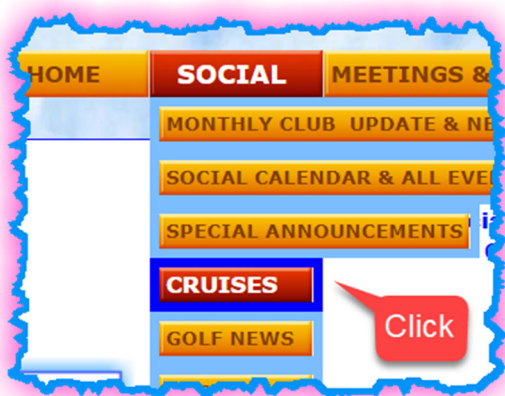 HOME SOCIAL MEETINGS &
MONTHLY CLUB UPDATE & NE
SOCIAL CALENDAR & ALL EVE
SPECIAL ANNOUNCEMENTS
CRUISES
Click
GOLF NEWS